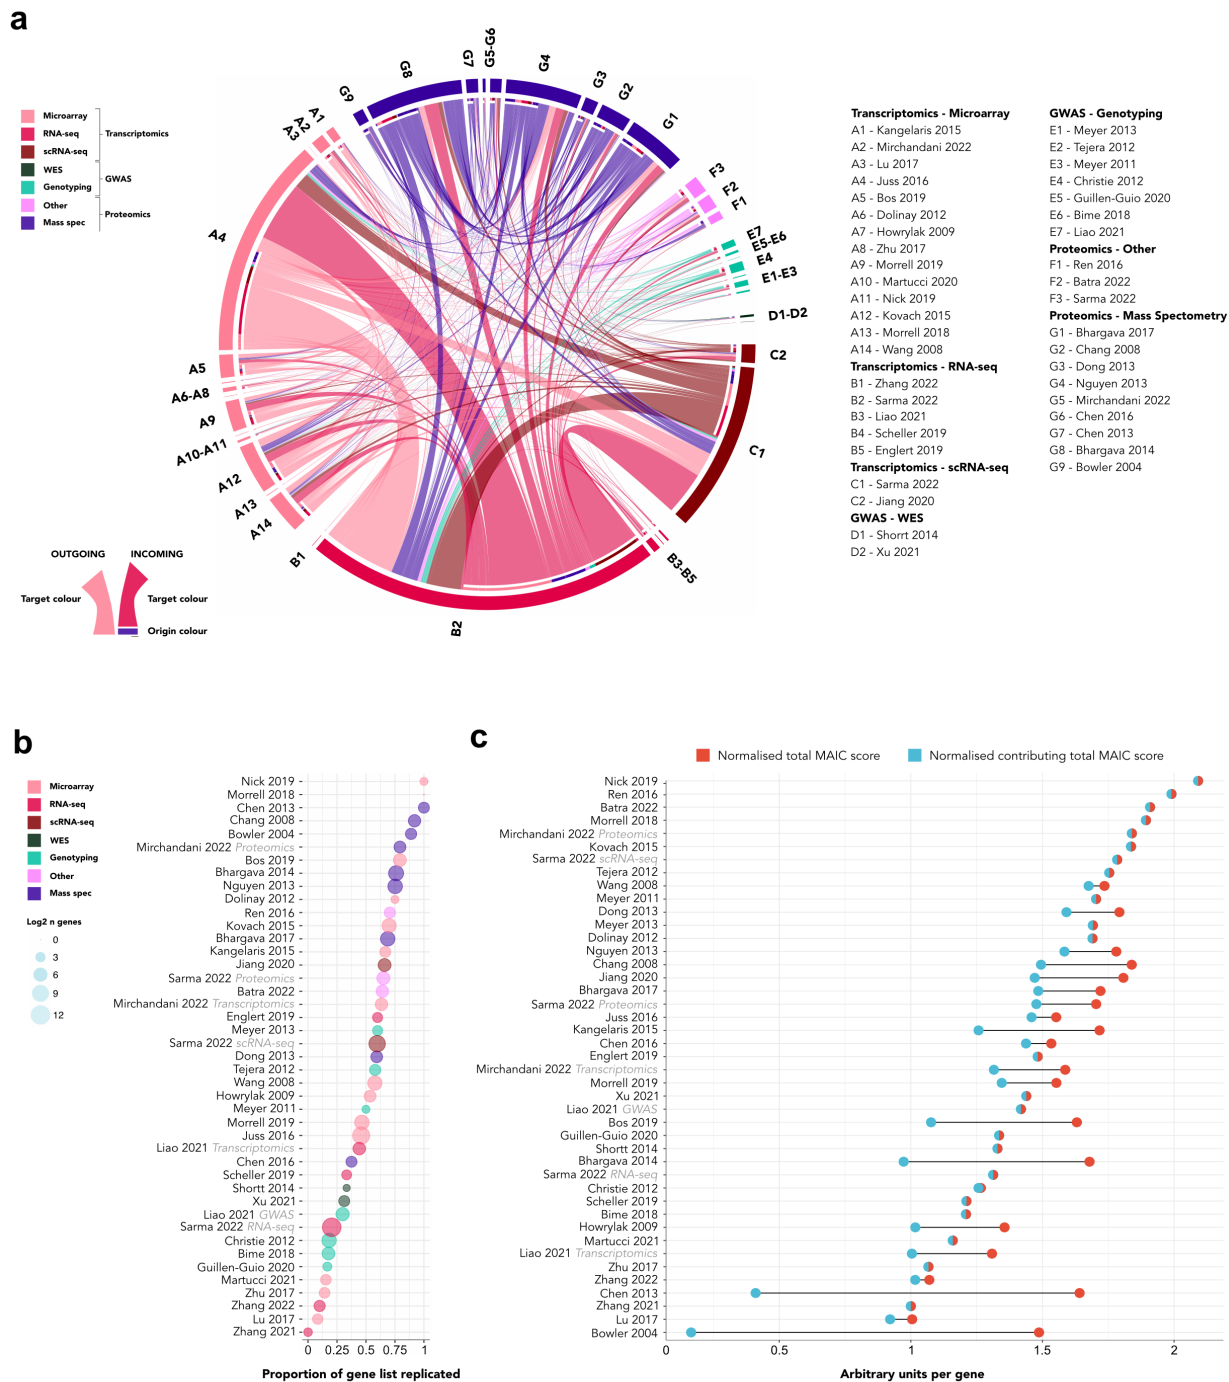 a
Microarray
RNA-seq
scRNA-seq
WES
Genotyping
Other
Mass spec
Transcriptomics
GWAS
Proteomics
A1
A2
A3
A4
A5
A6-A8
A9
A10-A11
A12
A13
A14
B1
B2
B3-B5
C1
C2
D1-D2
E1-E3
E4
E5-E6
E7
F1
F2
F3
G1
G2
G3
G4
G5-G6
G7
G8
G9
OUTGOING
INCOMING
Target colour
Target colour
Origin colour
Transcriptomics - Microarray
A1 - Kangelaris 2015
A2 - Mirchandani 2022
A3 - Lu 2017
A4 - Juss 2016
A5 - Bos 2019
A6 - Dolinay 2012
A7 - Howrylak 2009
A8 - Zhu 2017
A9 - Morrell 2019
A10 - Martucci 2020
A11 - Nick 2019
A12 - Kovach 2015
A13 - Morrell 2018
A14 - Wang 2008
Transcriptomics - RNA-seq
B1 - Zhang 2022
B2 - Sarma 2022
B3 - Liao 2021
B4 - Scheller 2019
B5 - Englert 2019
Transcriptomics - scRNA-seq
C1 - Sarma 2022
C2 - Jiang 2020
GWAS - WES
D1 - Shorrt 2014
D2 - Xu 2021
GWAS - Genotyping
E1 - Meyer 2013
E2 - Tejera 2012
E3 - Meyer 2011
E4 - Christie 2012
E5 - Guillen-Guio 2020
E6 - Bime 2018
E7 - Liao 2021
Proteomics - Other
F1 - Ren 2016
F2 - Batra 2022
F3 - Sarma 2022
Proteomics - Mass Spectometry
G1 - Bhargava 2017
G2 - Chang 2008
G3 - Dong 2013
G4 - Nguyen 2013
G5 - Mirchandani 2022
G6 - Chen 2016
G7 - Chen 2013
G8 - Bhargava 2014
G9 - Bowler 2004
b
Microarray
RNA-seq
scRNA-seq
WES
Genotyping
Other
Mass spec
Log2 n genes
0
3
6
9
12
Nick 2019
Morrell 2018
Chen 2013
Chang 2008
Bowler 2004
Mirchandani 2022 Proteomics
Bos 2019
Bhargava 2014
Nguyen 2013
Dolinay 2012
Ren 2016
Kovach 2015
Bhargava 2017
Kangelaris 2015
Jiang 2020
Sarma 2022 Proteomics
Batra 2022
Mirchandani 2022 Transcriptomics
Englert 2019
Meyer 2013
Sarma 2022 scRNA-seq
Dong 2013
Tejera 2012
Wang 2008
Howrylak 2009
Meyer 2011
Morrell 2019
Juss 2016
Liao 2021 Transcriptomics
Chen 2016
Scheller 2019
Shortt 2014
Xu 2021
Liao 2021 GWAS
Sarma 2022 RNA-seq
Christie 2012
Bime 2018
Guillen-Guio 2020
Martucci 2021
Zhu 2017
Zhang 2022
Lu 2017
Zhang 2021
0 0.25 0.5 0.75 1
Proportion of gene list replicated
c
Normalised total MAIC score
Normalised contributing total MAIC score
Nick 2019
Ren 2016
Batra 2022
Morrell 2018
Mirchandani 2022 Proteomics
Kovach 2015
Sarma 2022 scRNA-seq
Tejera 2012
Wang 2008
Meyer 2011
Dong 2013
Meyer 2013
Dolinay 2012
Nguyen 2013
Chang 2008
Jiang 2020
Bhargava 2017
Sarma 2022 Proteomics
Juss 2016
Kangelaris 2015
Chen 2016
Englert 2019
Mirchandani 2022 Transcriptomics
Morrell 2019
Xu 2021
Liao 2021 GWAS
Bos 2019
Guillen-Guio 2020
Shortt 2014
Bhargava 2014
Sarma 2022 RNA-seq
Christie 2012
Scheller 2019
Bime 2018
Howrylak 2009
Martucci 2021
Liao 2021 Transcriptomics
Zhu 2017
Zhang 2022
Chen 2013
Zhang 2021
Lu 2017
Bowler 2004
0 0.5 1 1.5 2
Arbitrary units per gene